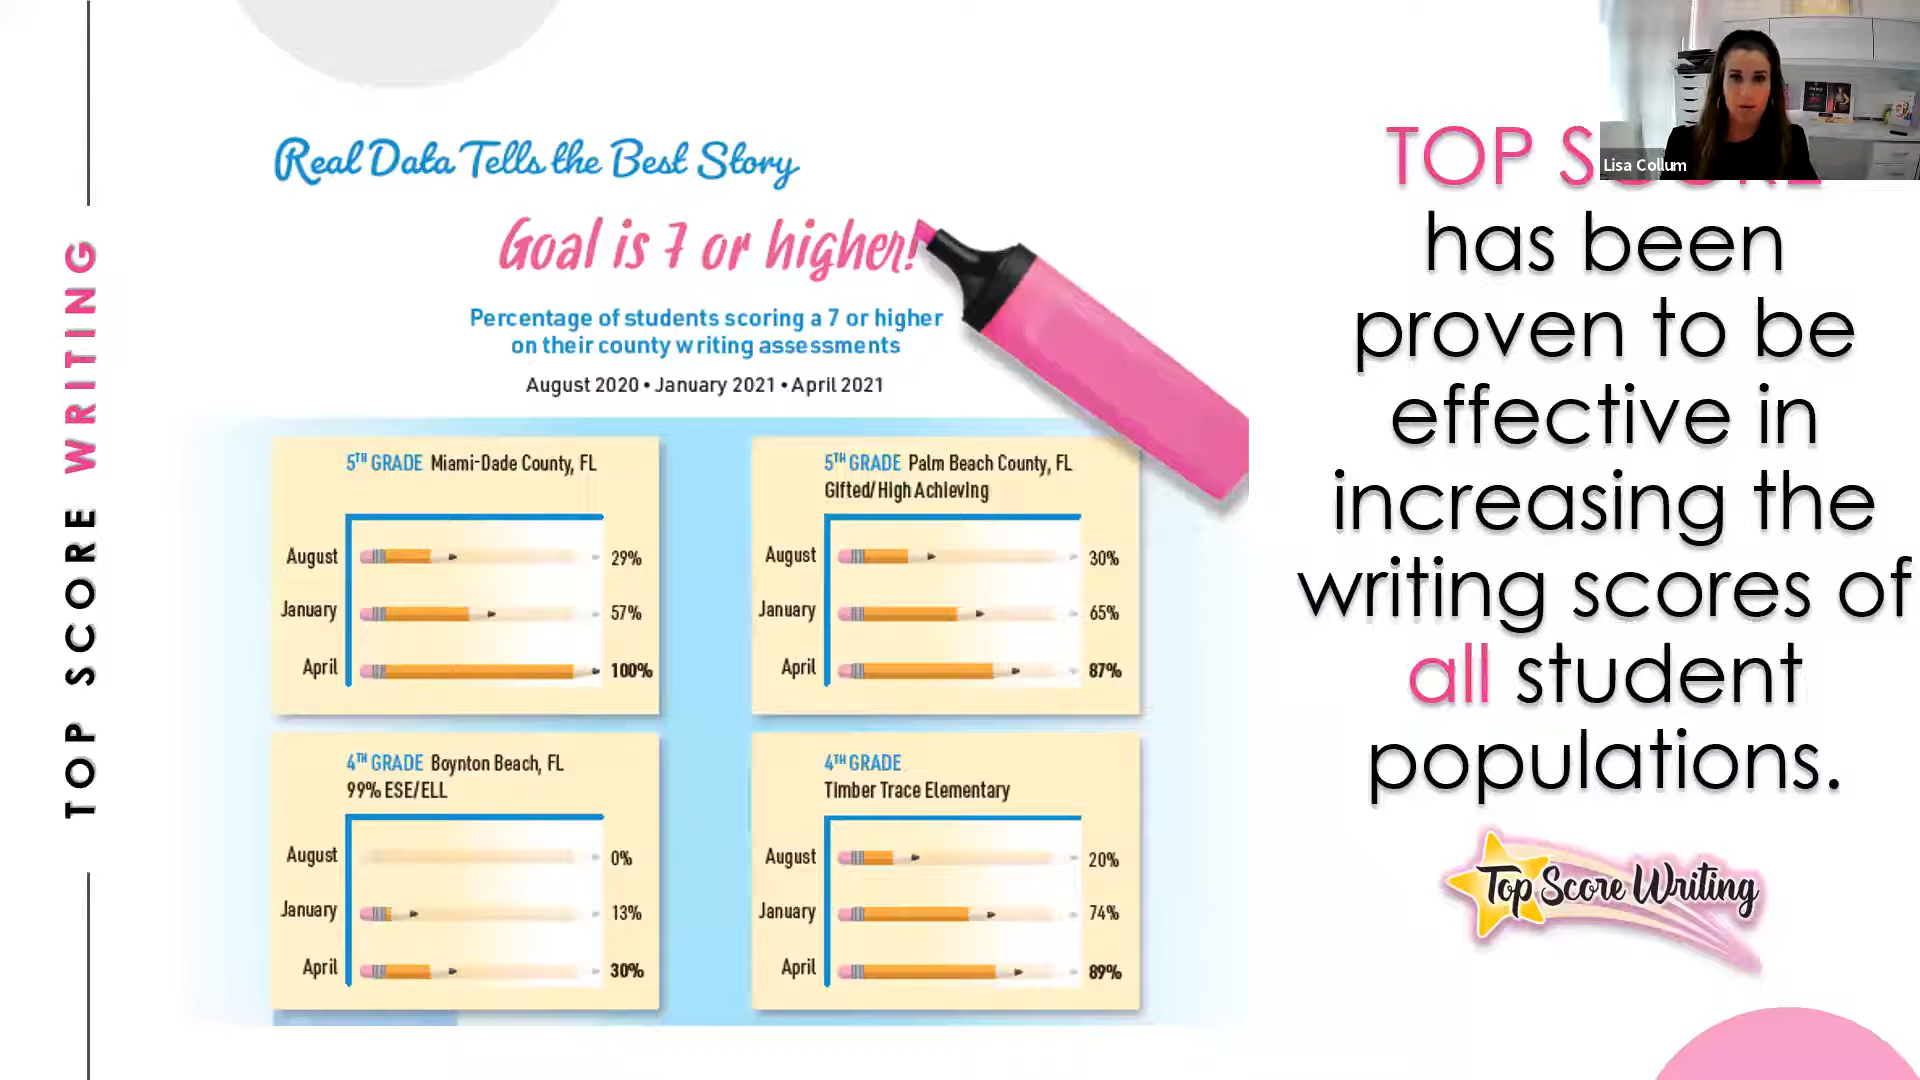 TOP SCORE WRITING
Real Data Tells the Best Story
Goal is 7 or higher!
Percentage of students scoring a 7 or higher
on their county writing assessments
August 2020 • January 2021 • April 2021
5TH GRADE Miami-Dade County, FL
August 29%
January 57%
April 100%
5TH GRADE Palm Beach County, FL
Gifted/High Achieving
August 30%
January 65%
April 87%
4TH GRADE Boynton Beach, FL
99% ESE/ELL
August 0%
January 13%
April 30%
4TH GRADE
Timber Trace Elementary
August 20%
January 74%
April 89%
Lisa Collum
TOP SCORE
has been
proven to be
effective in
increasing the
writing scores of
all student
populations.
Top Score Writing